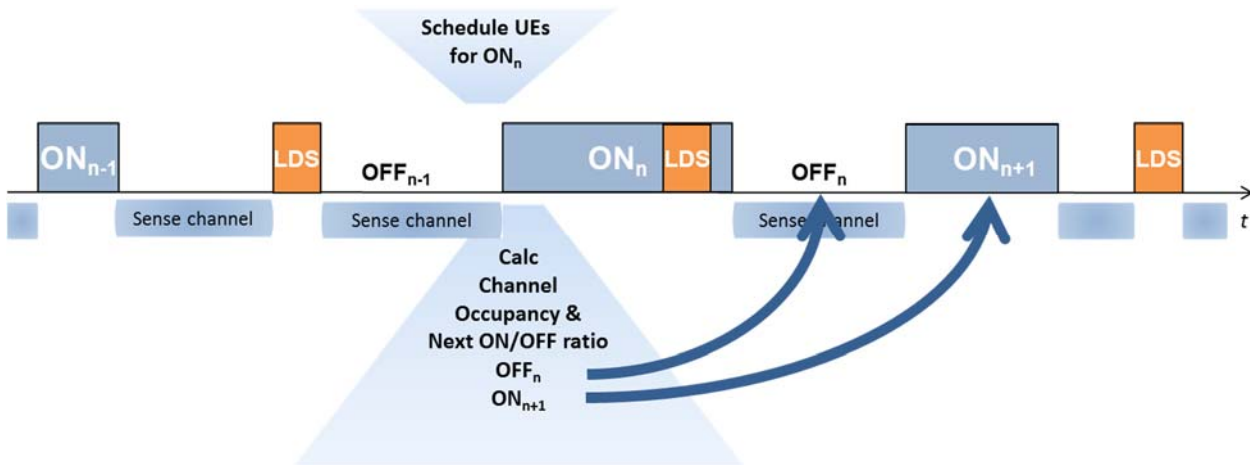 Schedule UEs
for ONn
ONn-1
LDS
OFFn-1
ONn
LDS
OFFn
ONn+1
LDS
Sense channel
Sense channel
Sense channel
t
Calc
Channel
Occupancy &
Next ON/OFF ratio
OFFn
ONn+1